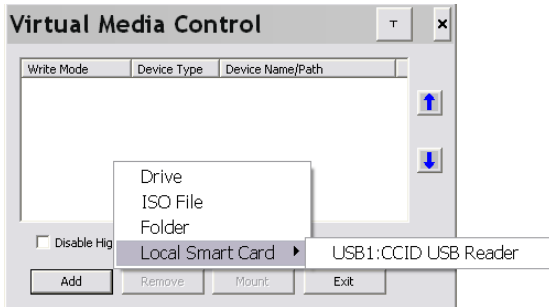 Virtual Media Control
T
x
Write Mode Device Type Device Name/Path
Drive
ISO File
Folder
Disable Hig
Local Smart Card USB1:CCID USB Reader
Add Remove Mount Exit